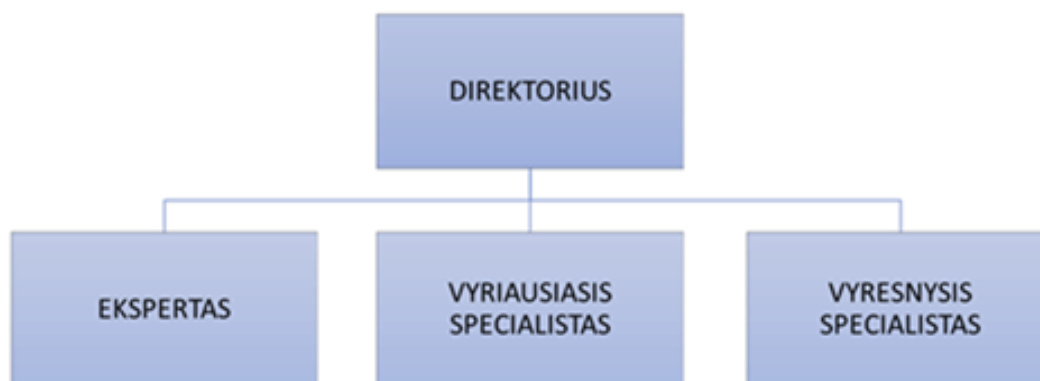 DIREKTORIUS
EKSPERTAS
VYRIAUSIASIS
SPECIALISTAS
VYRESNYSIS
SPECIALISTAS